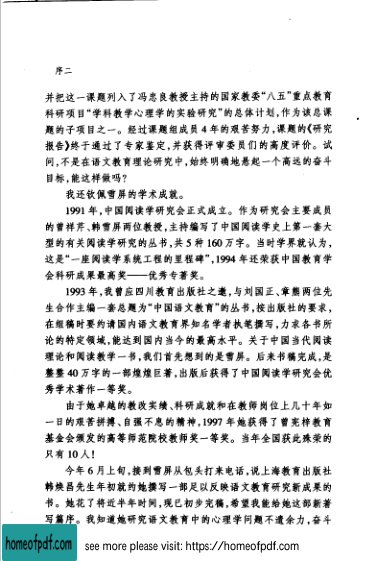 序二
并把这一课题列入了冯忠良教授主持的国家教委“八五”重点教育
科研项目“学科教学心理学的实验研究”的总体计划,作为该总课
题的子项目之一。经过课题组成员4年的艰苦努力,课题的《研究
报告》终于通过了专家鉴定,并获得评审委员们的高度评价。试
问,不是在语文教育理论研究中,始终明确地悬起一个高远的奋斗
目标,能这样做吗?
我还钦佩雪屏的学术成就。
1991年,中国阅读学研究会正式成立。作为研究会主要成员
的曾祥芹、韩雪屏两位教授,主持编写了中国阅读学史上第一套大
型的有关阅读学研究的丛书,共5种160万字。当时学界就认为,
这是“一座阅读学系统工程的里程碑”,1994年还荣获中国教育学
会科研成果最高奖——优秀专著奖。
1993年,我曾应四川教育出版社之邀,与刘国正、章熊两位先
生合作主编一套总题为“中国语文教育”的丛书,按出版社的要求,
在组稿时要约请国内语文教育界知名学者执笔撰写,力求各书所
论的特定领域,能达到国内当今的最高水平。关于中国当代阅读
理论和阅读教学一书,我们首先想到的是雪屏。后来书稿完成,是
整整40万字的一部煌煌巨著,出版后获得了中国阅读学研究会优
秀学术著作一等奖。
由于她卓越的教改实绩、科研成就和在教师岗位上几十年如
一日的艰苦拼搏、自强不息的精神,1997年她获得了曾宪梓教育
基金会颁发的高等师范院校教师奖一等奖。当年全国获此殊荣的
只有10人!
今年6月上旬,接到雪屏从包头打来电话,说上海教育出版社
韩焕昌先生年初就约她撰写一部足以反映语文教育研究新成果的
书。她花了将近半年时间,现已初步完稿,希望我能给她这部新著
写篇序。我知道她研究语文教育中的心理学问题不遗余力,奋斗
homeofpdf.com
see more please visit: https://homeofpdf.com